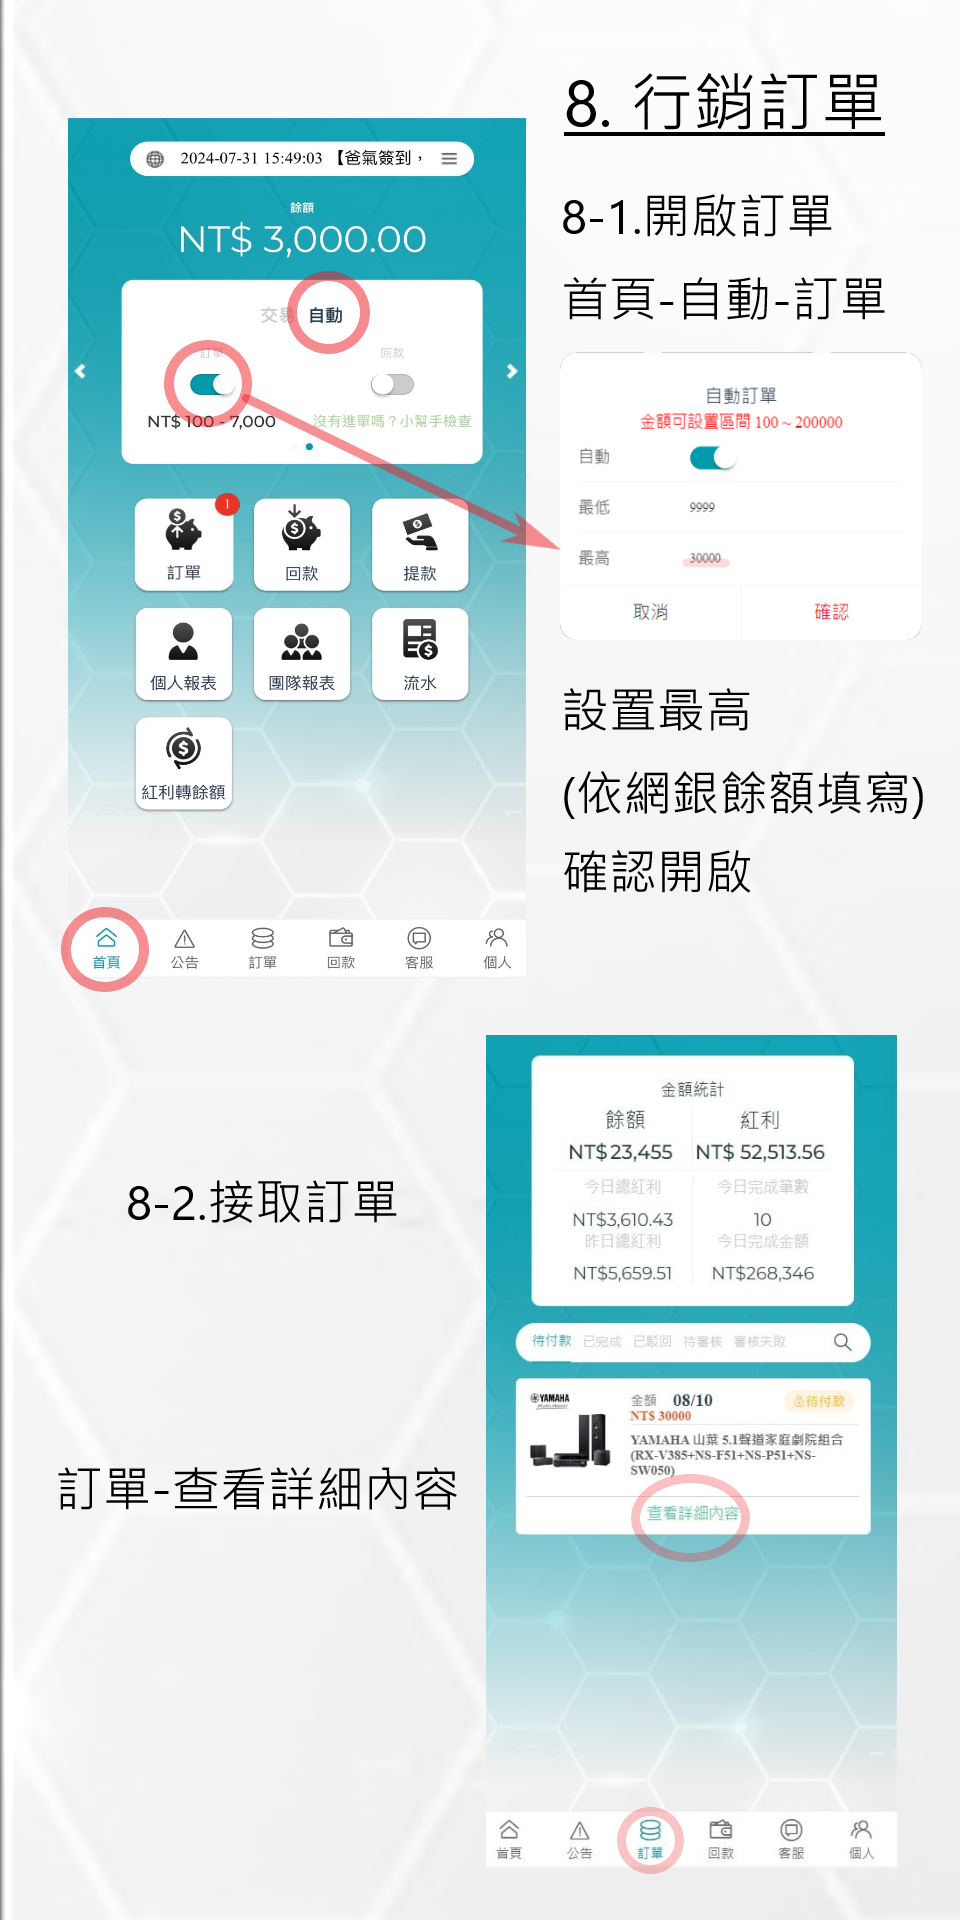 8. 行銷訂單
8-1.開啟訂單
首頁-自動-訂單
2024-07-31 15:49:03 【爸氣簽到，
餘額
NT$ 3,000.00
交易 自動
訂單 回款
NT$ 100 - 7,000 沒有進單嗎？小幫手檢查
1
訂單 回款 提款
個人報表 團隊報表 流水
紅利轉餘額
首頁 公告 訂單 回款 客服 個人
自動訂單
金額可設置區間 100 ~ 200000
自動
最低 9999
最高 30000
取消 確認
設置最高
(依網銀餘額填寫)
確認開啟
8-2.接取訂單
訂單-查看詳細內容
金額統計
餘額 紅利
NT$ 23,455 NT$ 52,513.56
今日總紅利 今日完成筆數
NT$3,610.43 10
昨日總紅利 今日完成金額
NT$5,659.51 NT$268,346
待付款 已完成 已駁回 待審核 審核失敗
YAMAHA
金額 08/10 待付款
NT$ 30000
YAMAHA 山葉 5.1聲道家庭劇院組合
(RX-V385+NS-F51+NS-P51+NS-
SW050)
查看詳細內容
首頁 公告 訂單 回款 客服 個人